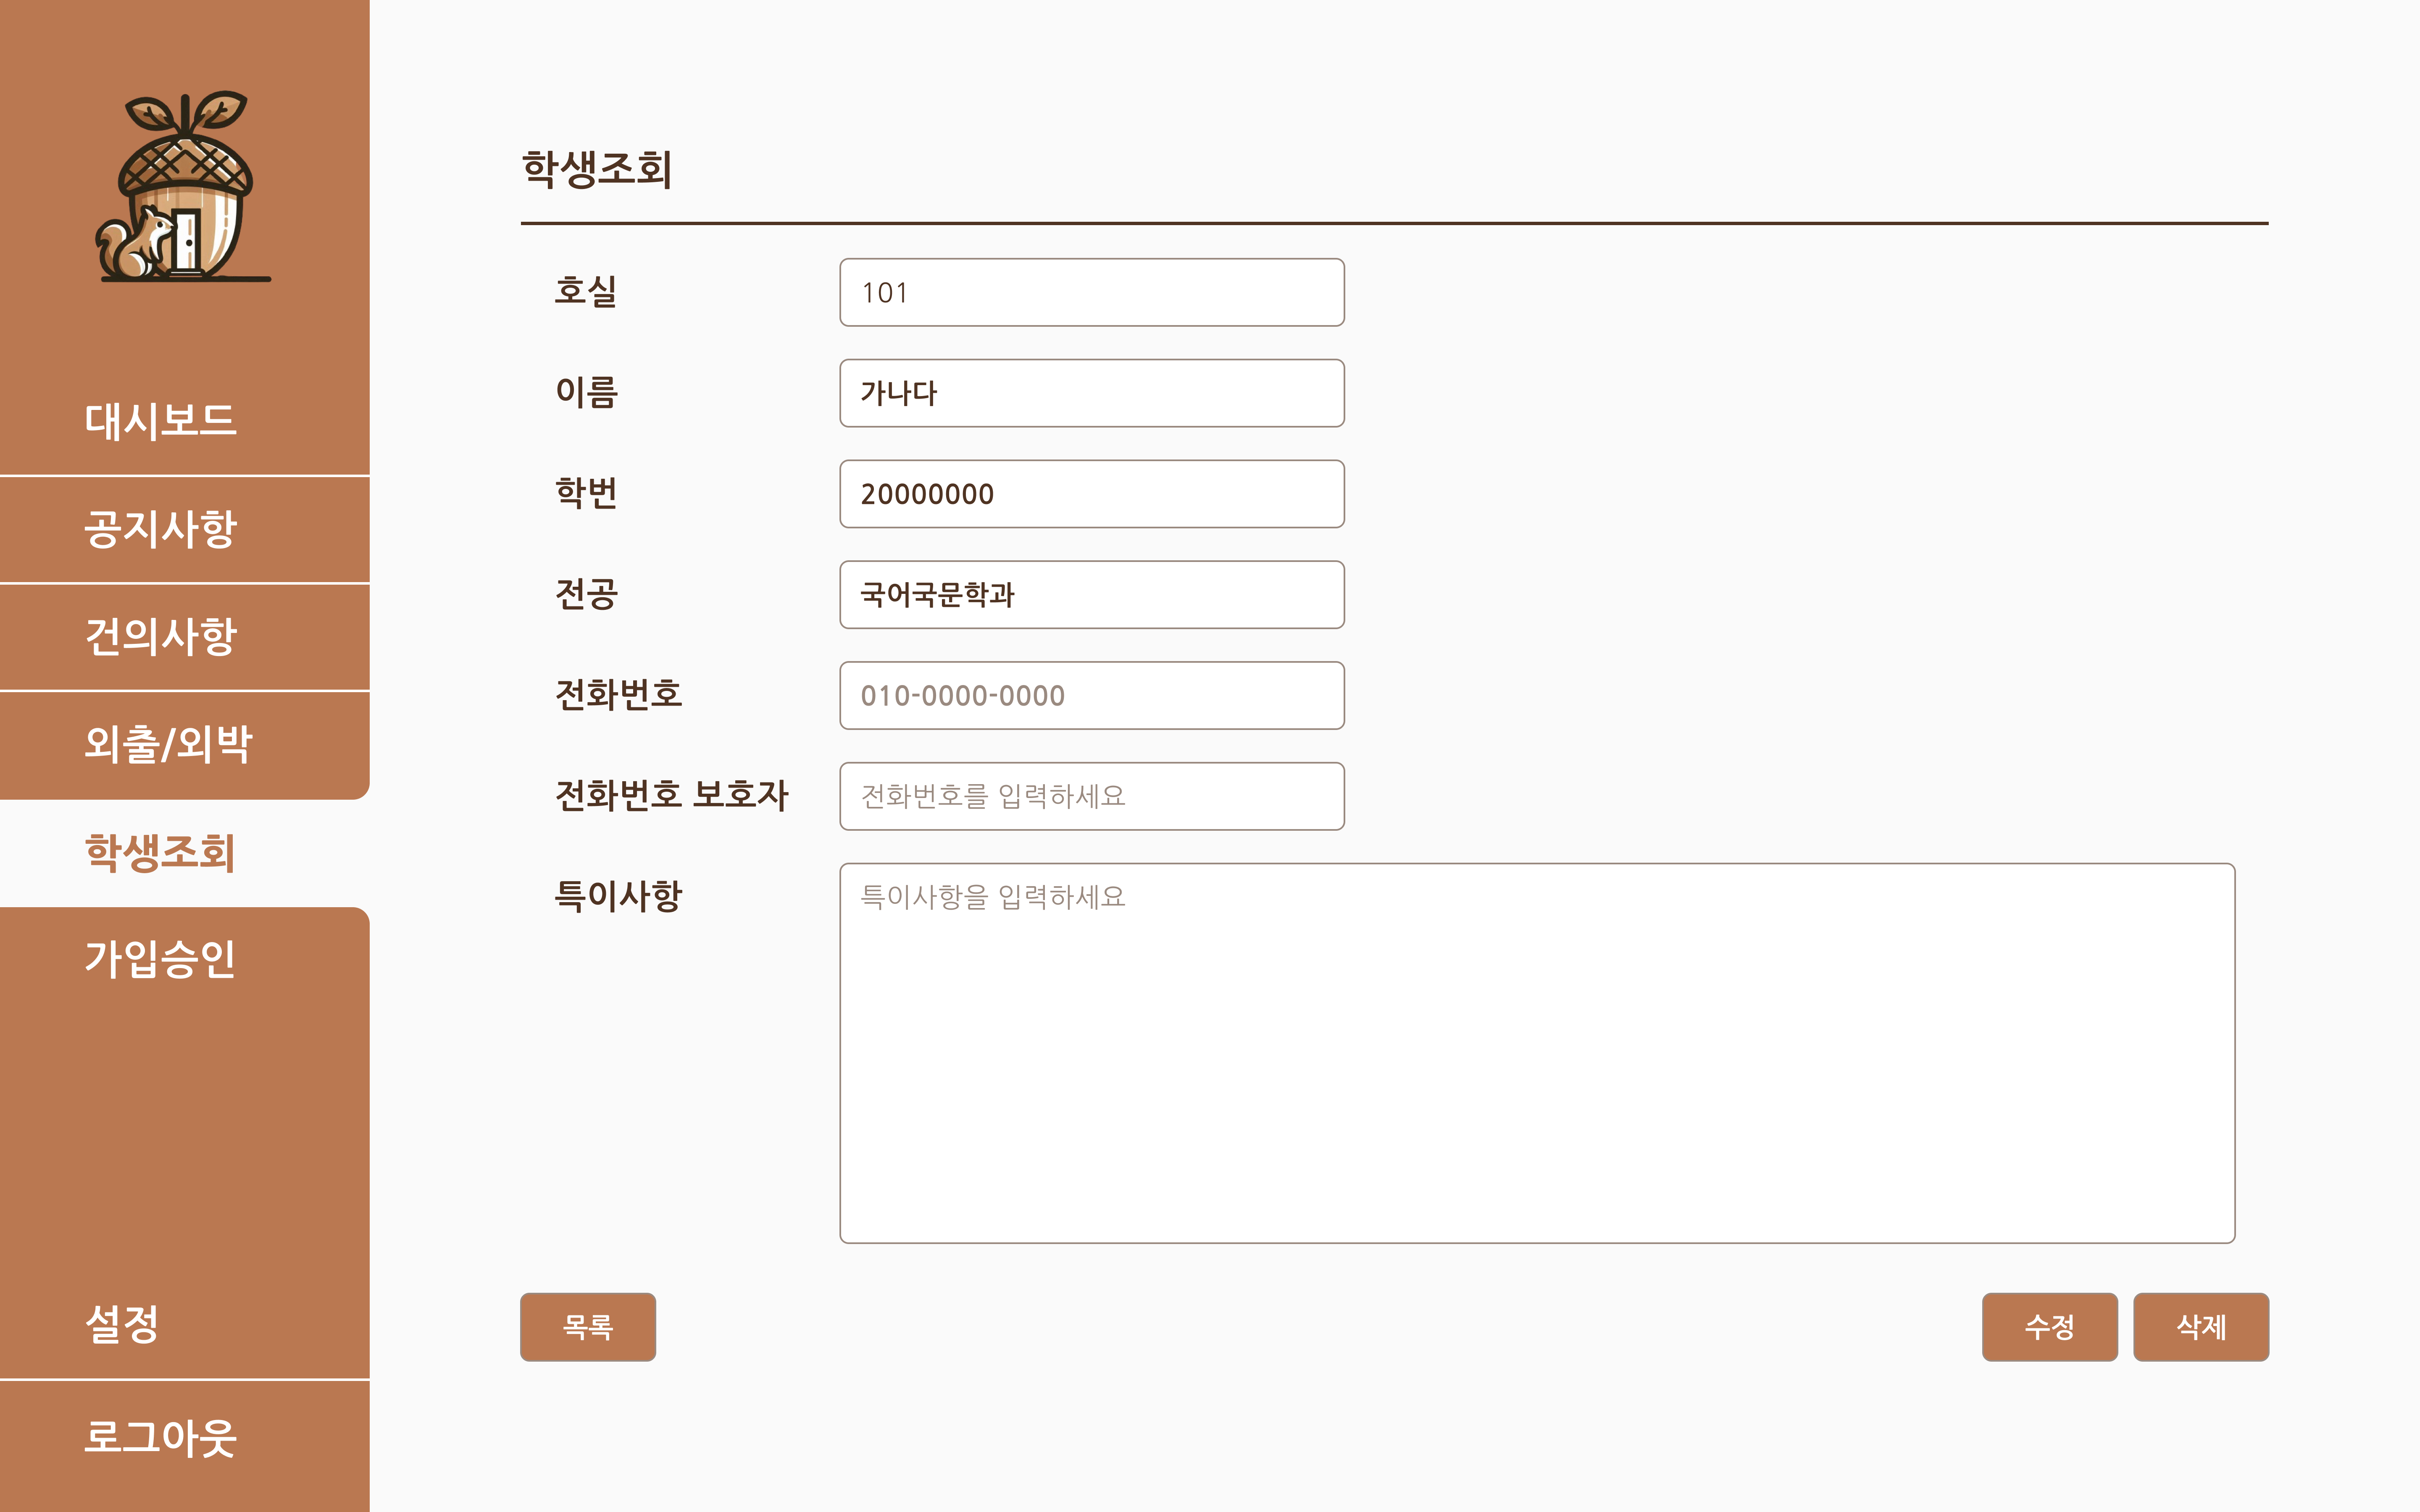 대시보드
공지사항
건의사항
외출/외박
학생조회
가입승인
설정
로그아웃
학생조회
호실
101
이름
가나다
학번
20000000
전공
국어국문학과
전화번호
010-0000-0000
전화번호 보호자
전화번호를 입력하세요
특이사항
특이사항을 입력하세요
목록
수정
삭제